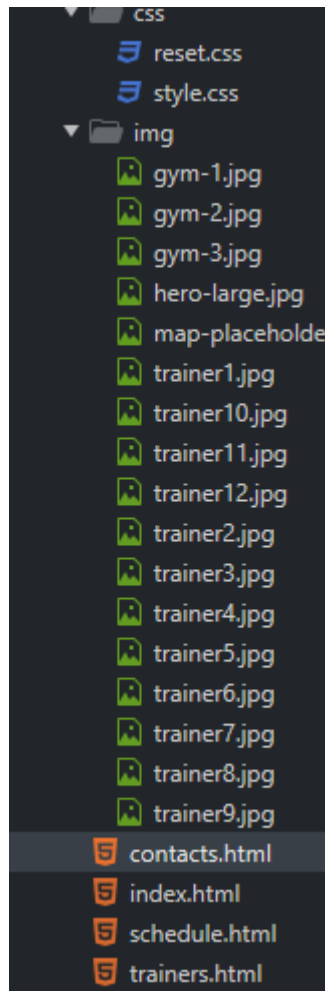 css
reset.css
style.css
img
gym-1.jpg
gym-2.jpg
gym-3.jpg
hero-large.jpg
map-placeholde
trainer1.jpg
trainer10.jpg
trainer11.jpg
trainer12.jpg
trainer2.jpg
trainer3.jpg
trainer4.jpg
trainer5.jpg
trainer6.jpg
trainer7.jpg
trainer8.jpg
trainer9.jpg
contacts.html
index.html
schedule.html
trainers.html